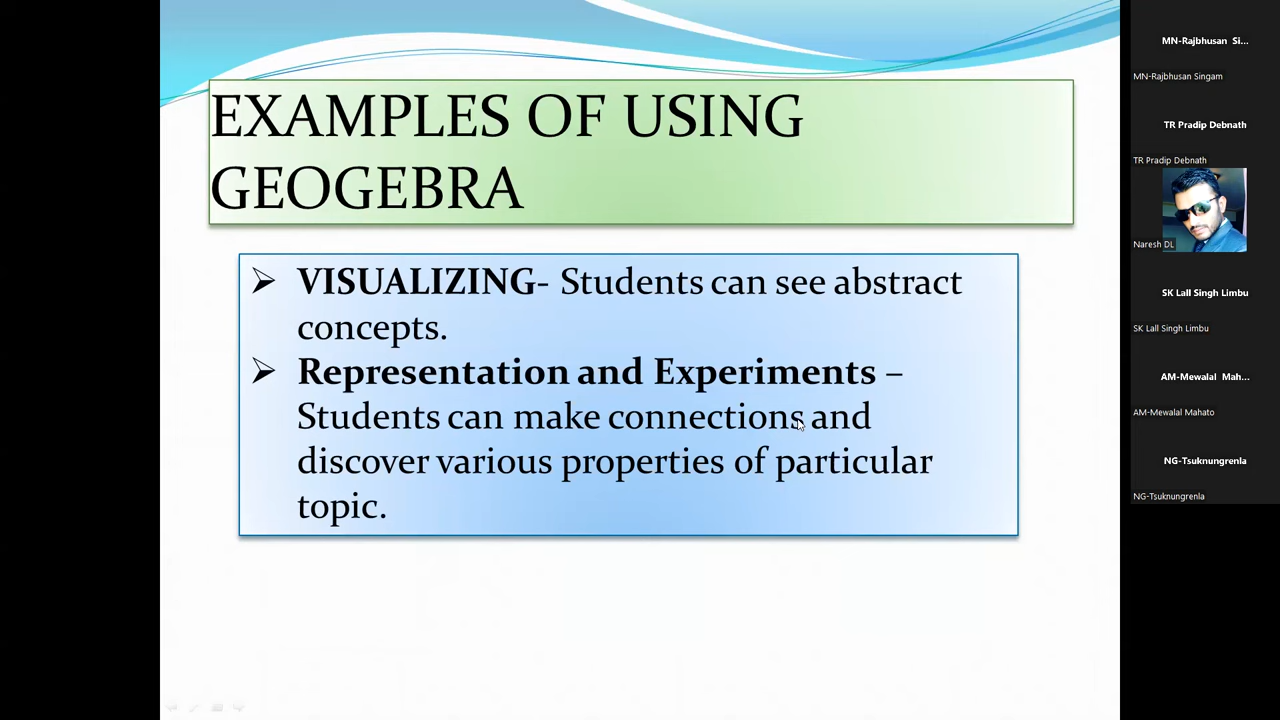 EXAMPLES OF USING
GEOGEBRA
➢ VISUALIZING- Students can see abstract
concepts.
➢ Representation and Experiments –
Students can make connections and
discover various properties of particular
topic.
MN-Rajbhusan Si...
MN-Rajbhusan Singam
TR Pradip Debnath
TR Pradip Debnath
Naresh DL
SK Lall Singh Limbu
SK Lall Singh Limbu
AM-Mewalal Mah...
AM-Mewalal Mahato
NG-Tsuknungrenla
NG-Tsuknungrenla